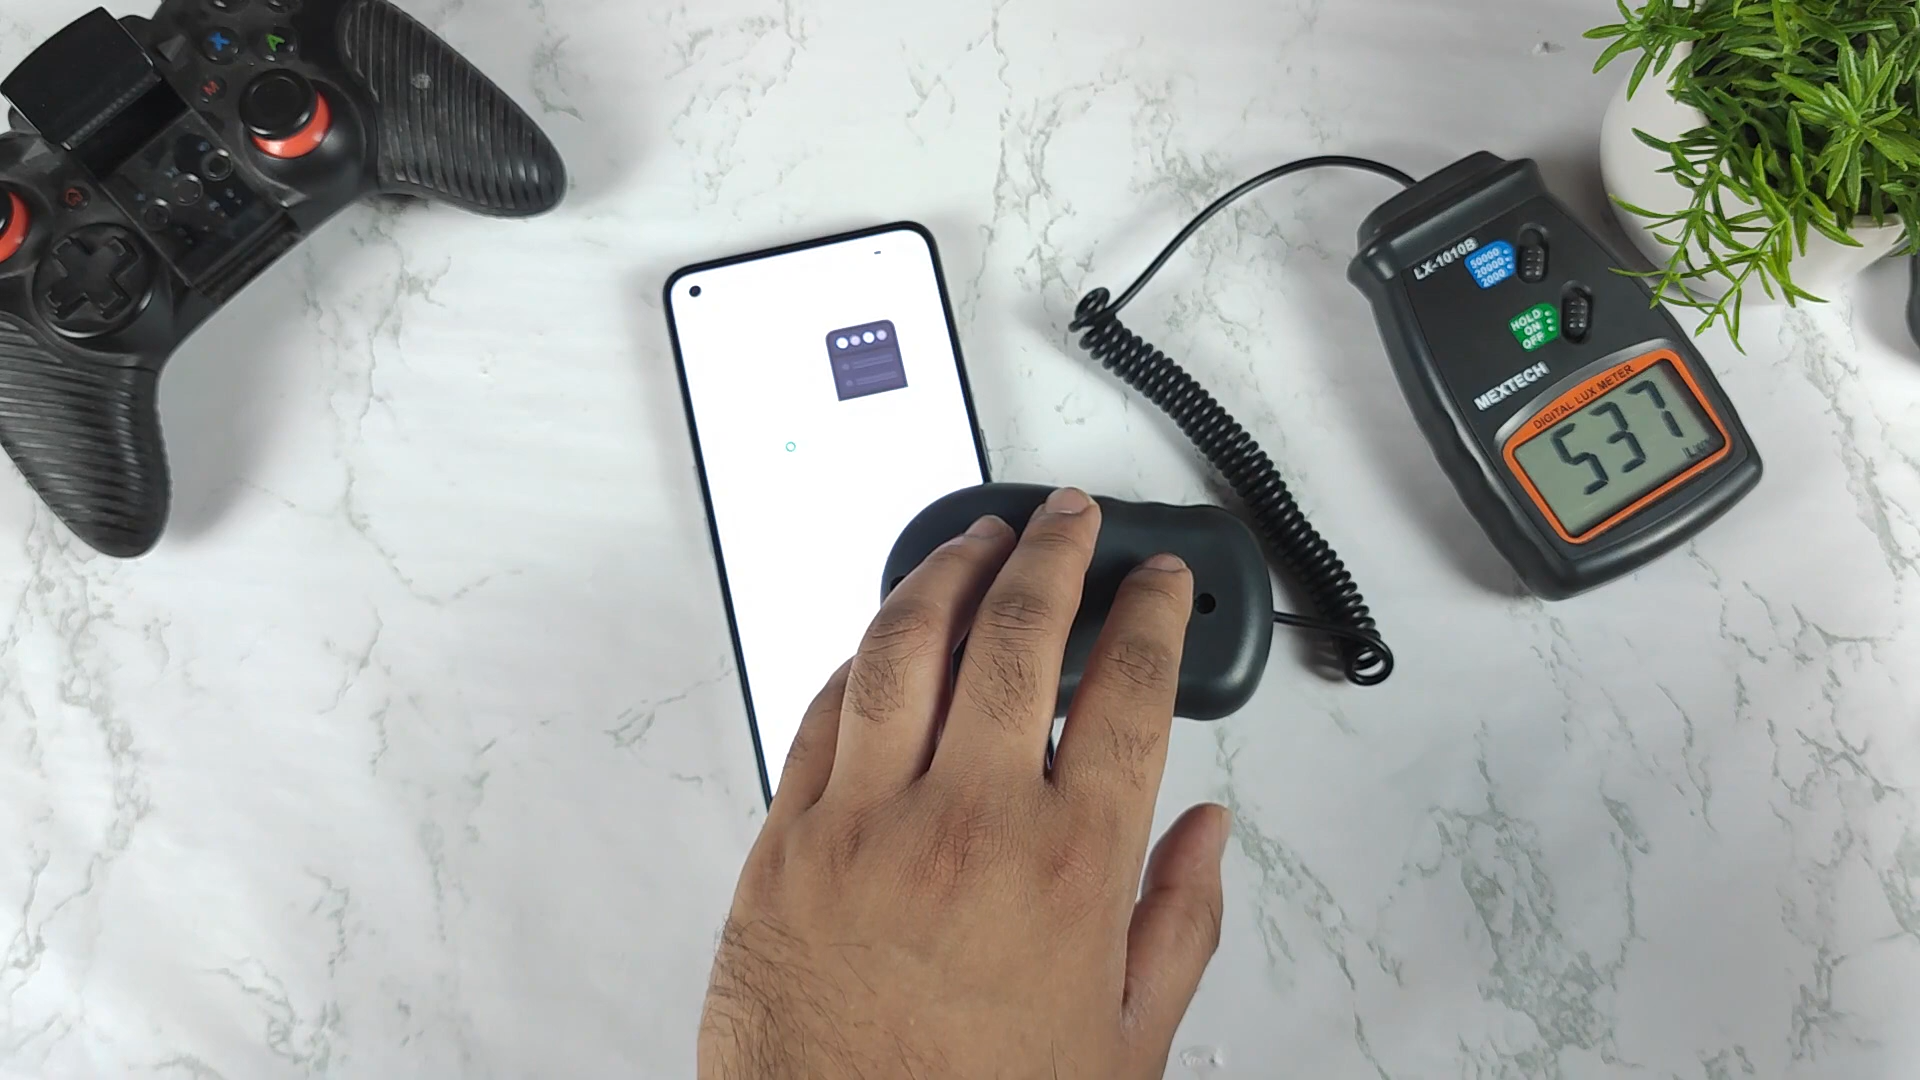 X
A
M
LX-1010B
50000
20000
2000
HOLD
ON
OFF
MEXTECH
DIGITAL LUX METER
537